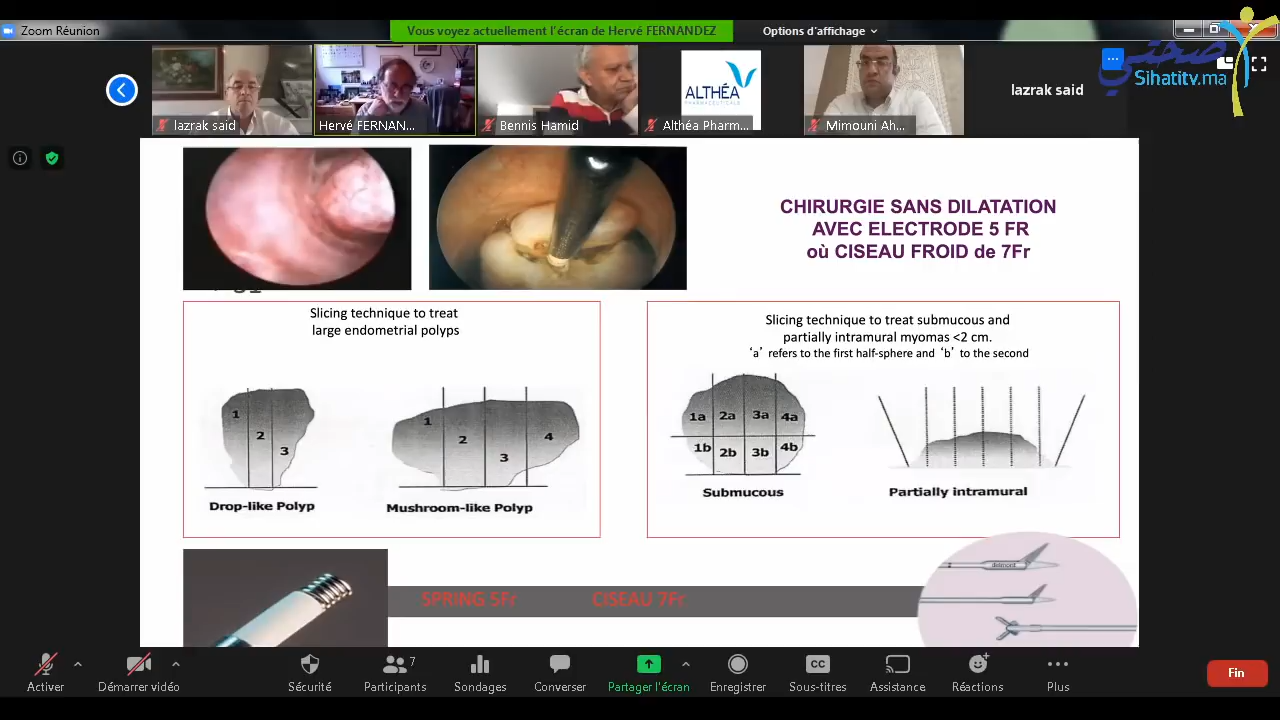 Zoom Réunion
Vous voyez actuellement l'écran de Hervé FERNANDEZ
Options d'affichage
صحتي
Sihatitv.ma
lazrak said
Hervé FERNAN...
Bennis Hamid
ALTHÉA
PHARMACEUTICALS
Althéa Pharm...
Mimouni Ah...
lazrak said
CHIRURGIE SANS DILATATION
AVEC ELECTRODE 5 FR
où CISEAU FROID de 7Fr
Slicing technique to treat
large endometrial polyps
1
2
3
Drop-like Polyp
1
2
3
4
Mushroom-like Polyp
Slicing technique to treat submucous and
partially intramural myomas <2 cm.
'a' refers to the first half-sphere and 'b' to the second
1a 2a 3a 4a
1b 2b 3b 4b
Submucous
Partially intramural
SPRING 5Fr
CISEAU 7Fr
delmont
Activer
Démarrer vidéo
Sécurité
7
Participants
Sondages
Converser
Partager l'écran
Enregistrer
CC
Sous-titres
Assistance
Réactions
Plus
Fin